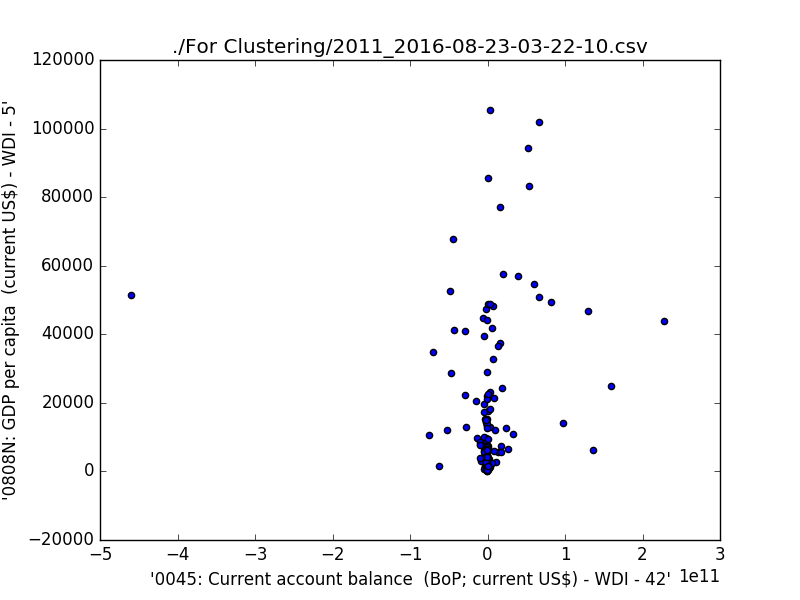 ./For Clustering/2011_2016-08-23-03-22-10.csv
120000
100000
80000
60000
40000
20000
0
−20000
'0808N: GDP per capita  (current US$) - WDI - 5'
−5 −4 −3 −2 −1 0 1 2 3
1e11
'0045: Current account balance  (BoP; current US$) - WDI - 42'